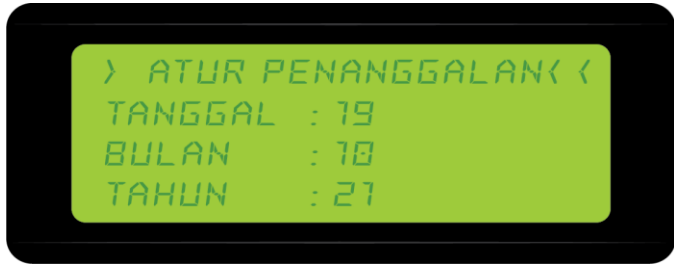 > ATUR PENANGGALAN< <
TANGGAL : 19
BULAN : 10
TAHUN : 21